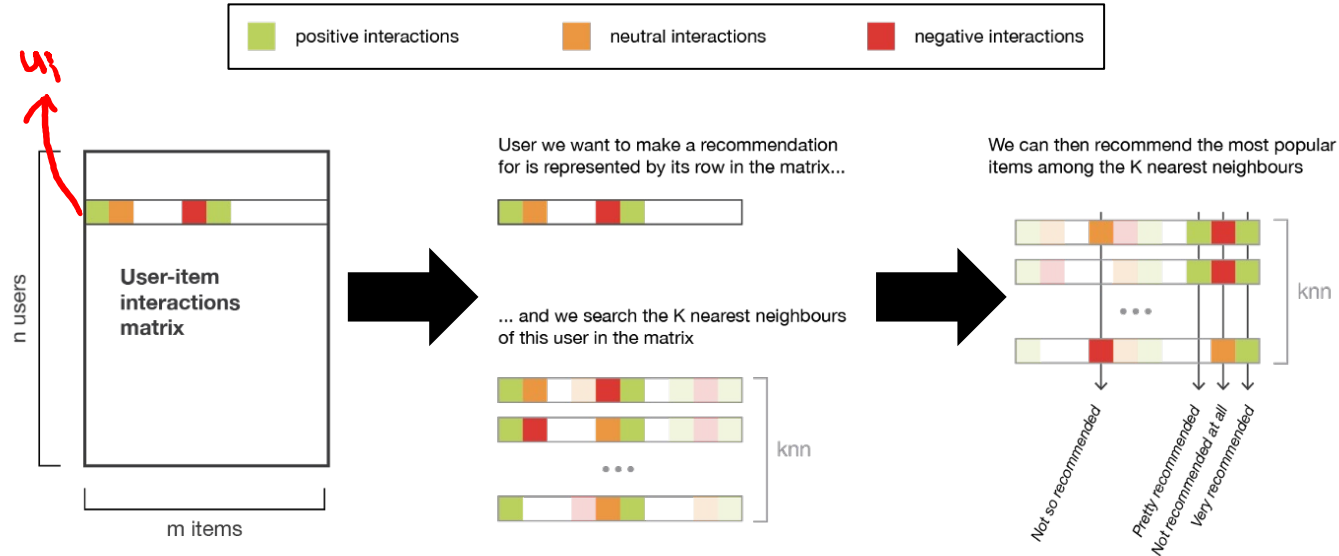 positive interactions
neutral interactions
negative interactions
ui
User we want to make a recommendation
for is represented by its row in the matrix...
We can then recommend the most popular
items among the K nearest neighbours
n users
User-item
interactions
matrix
m items
... and we search the K nearest neighbours
of this user in the matrix
knn
knn
Not so recommended
Pretty recommended
Not recommended at all
Very recommended